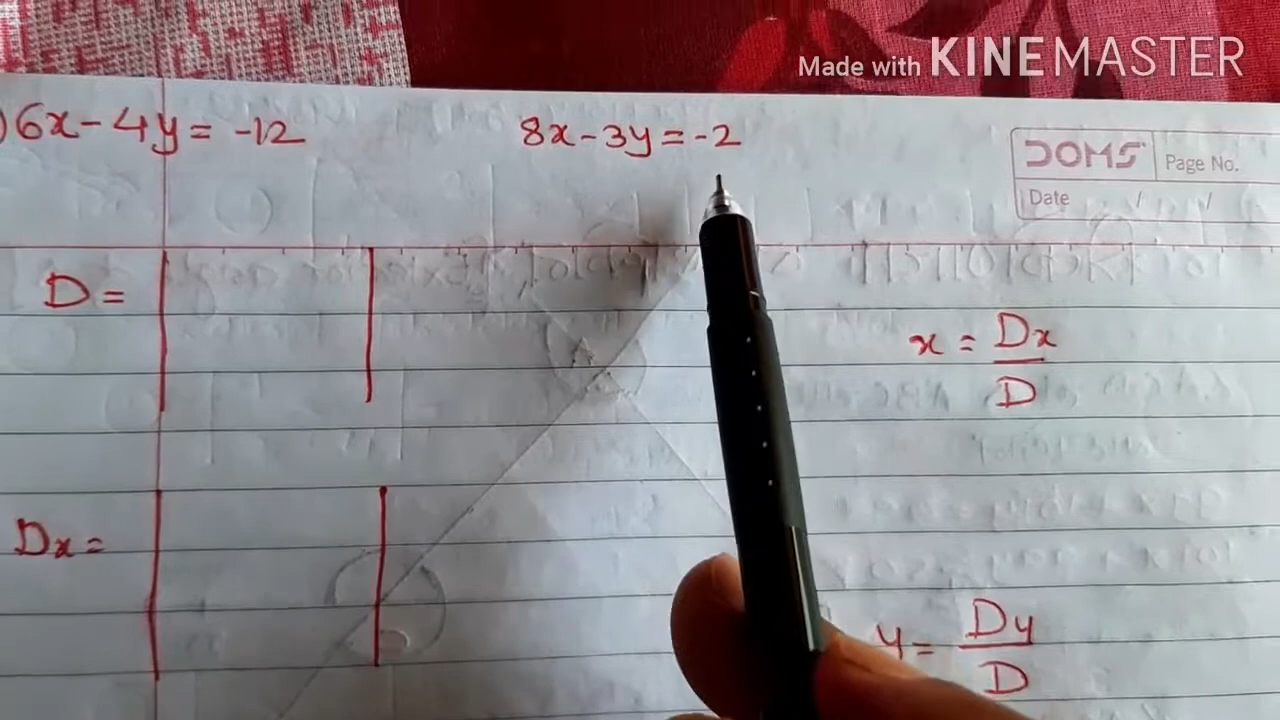 Made with KINEMASTER
)6x-4y = -12 8x-3y = -2
DOMS Page No.
Date / /
D =
x = Dx
D
Dx =
y = Dy
D